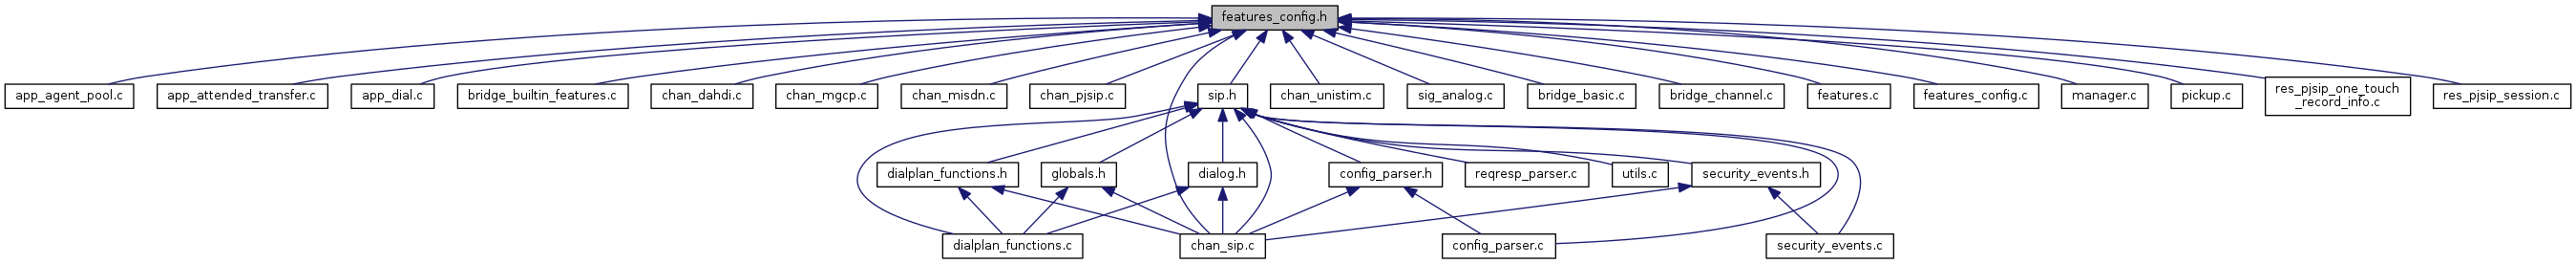 features_config.h
app_agent_pool.c
app_attended_transfer.c
app_dial.c
bridge_builtin_features.c
chan_dahdi.c
chan_mgcp.c
chan_misdn.c
chan_pjsip.c
sip.h
chan_unistim.c
sig_analog.c
bridge_basic.c
bridge_channel.c
features.c
features_config.c
manager.c
pickup.c
res_pjsip_one_touch
_record_info.c
res_pjsip_session.c
dialplan_functions.h
globals.h
dialog.h
config_parser.h
reqresp_parser.c
utils.c
security_events.h
dialplan_functions.c
chan_sip.c
config_parser.c
security_events.c